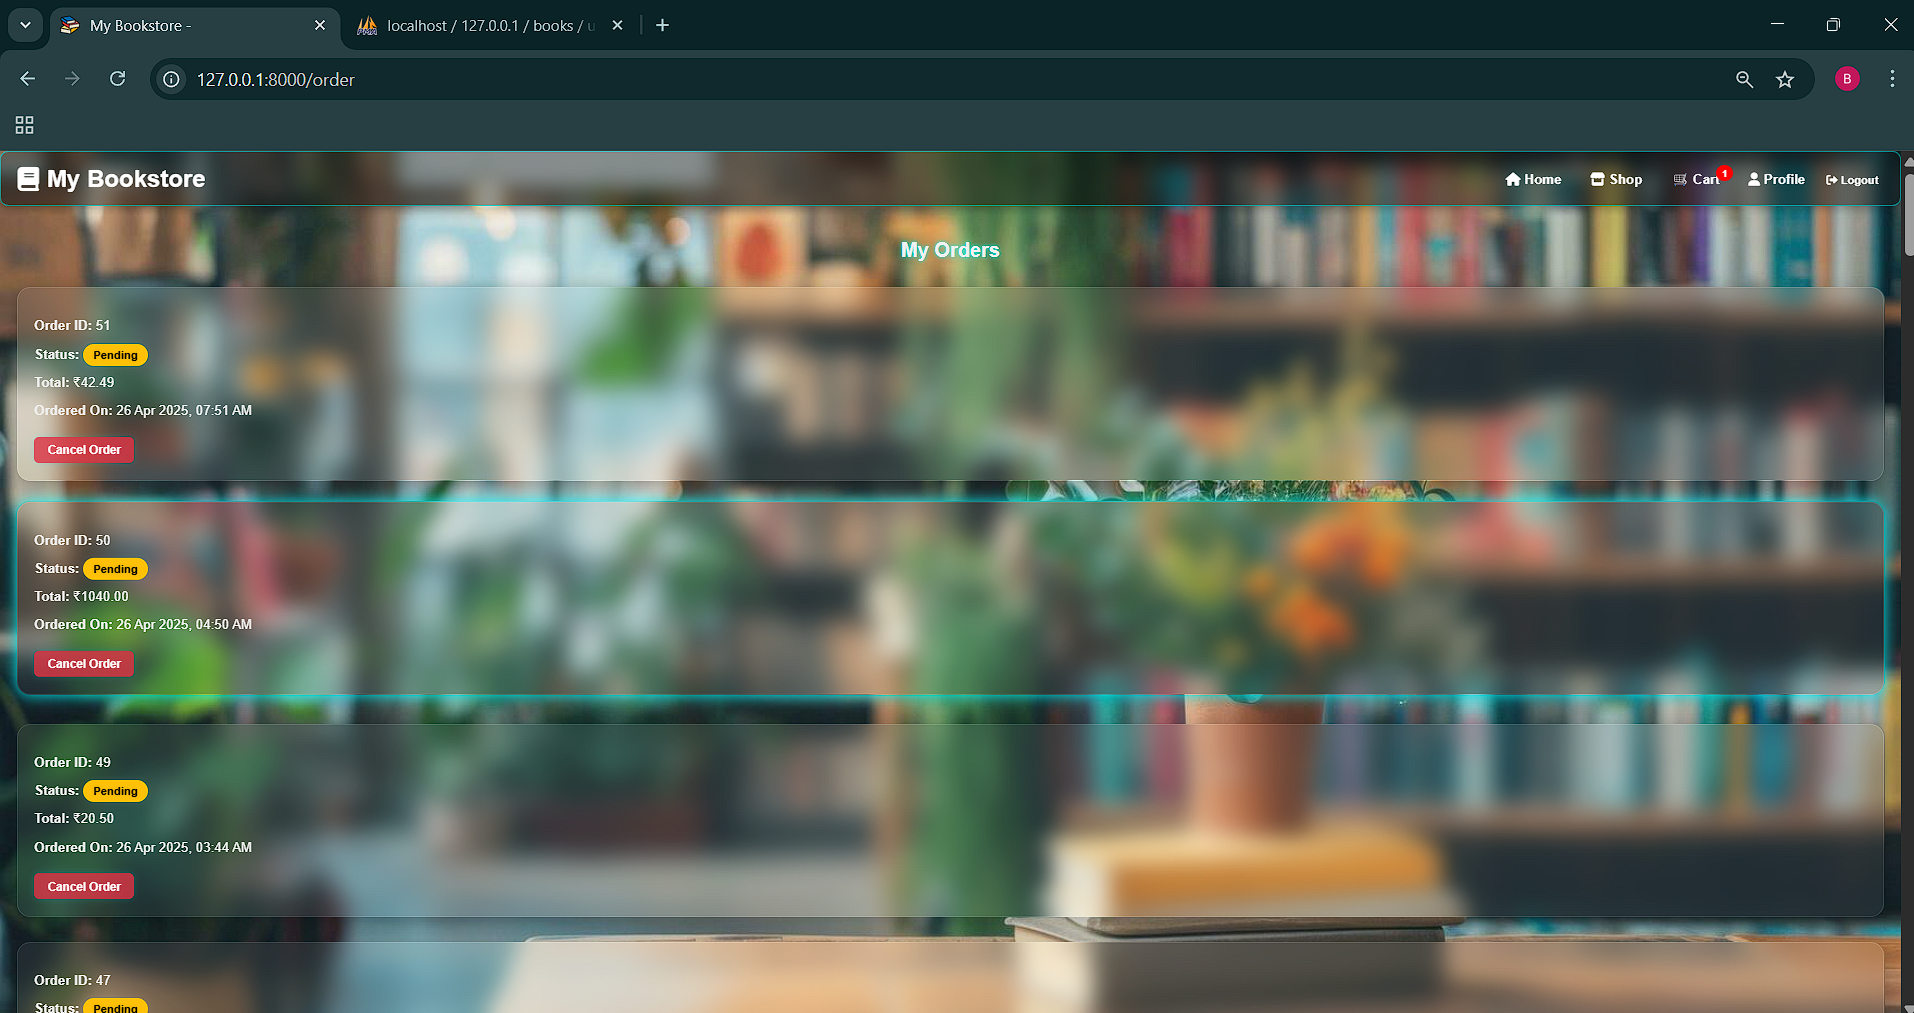 My Bookstore -
localhost / 127.0.0.1 / books / u
127.0.0.1:8000/order
B
My Bookstore
Home
Shop
Cart 1
Profile
Logout
My Orders
Order ID: 51
Status: Pending
Total: ₹42.49
Ordered On: 26 Apr 2025, 07:51 AM
Cancel Order
Order ID: 50
Status: Pending
Total: ₹1040.00
Ordered On: 26 Apr 2025, 04:50 AM
Cancel Order
Order ID: 49
Status: Pending
Total: ₹20.50
Ordered On: 26 Apr 2025, 03:44 AM
Cancel Order
Order ID: 47
Status: Pending